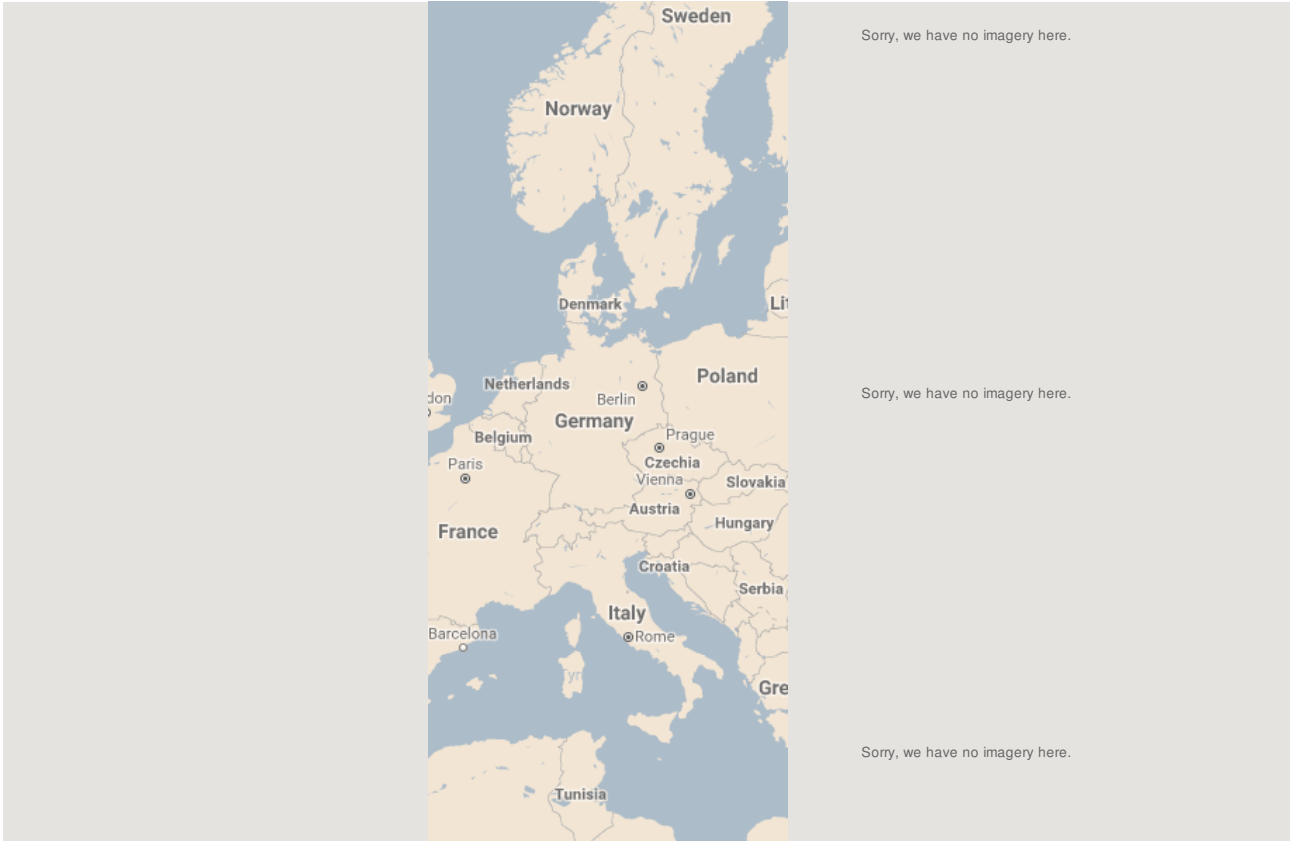 Sweden
Sorry, we have no imagery here.
Norway
Denmark
Lit
Poland
Netherlands
Sorry, we have no imagery here.
don
Berlin
Germany
Prague
Belgium
Czechia
Paris
Vienna
Slovakia
Austria
Hungary
France
Croatia
Serbia
Italy
Barcelona
Rome
yr
Gre
Sorry, we have no imagery here.
Tunisia